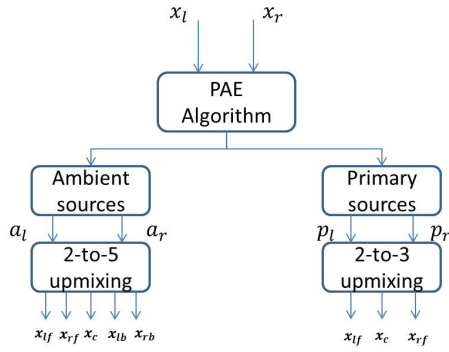 x_l x_r
PAE
Algorithm
Ambient
sources
Primary
sources
a_l a_r p_l p_r
2-to-5
upmixing
2-to-3
upmixing
x_lf x_rf x_c x_lb x_rb
x_lf x_c x_rf